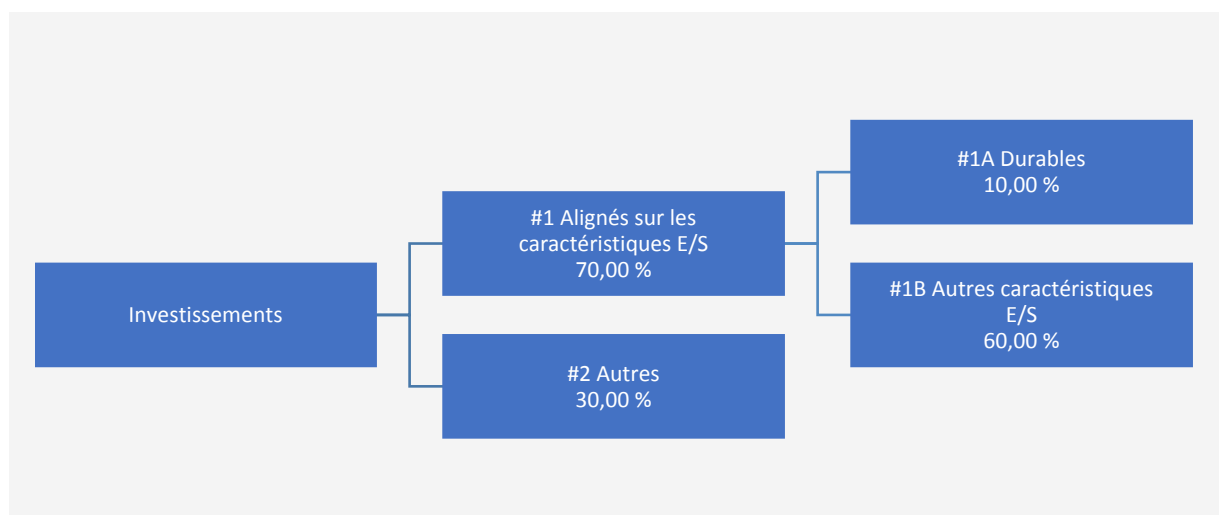 Investissements
#1 Alignés sur les
caractéristiques E/S
70,00 %
#2 Autres
30,00 %
#1A Durables
10,00 %
#1B Autres caractéristiques
E/S
60,00 %